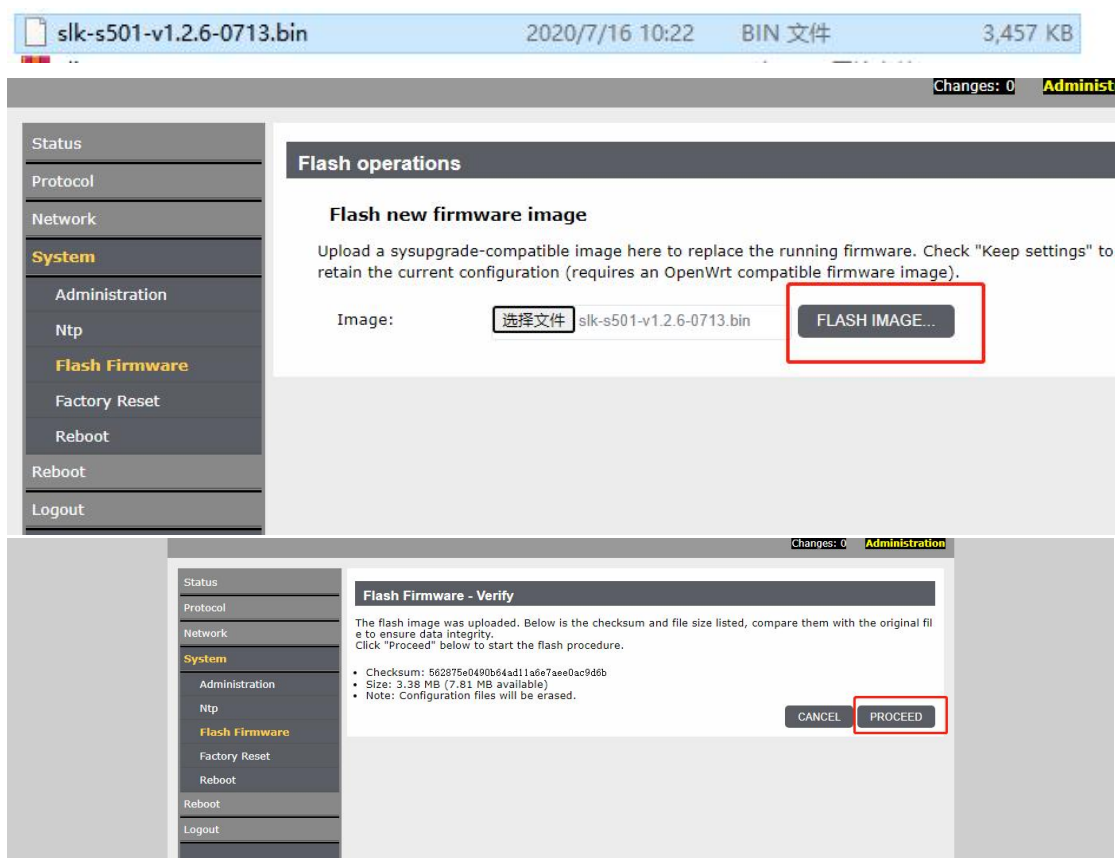 slk-s501-v1.2.6-0713.bin 2020/7/16 10:22 BIN 文件 3,457 KB
Changes: 0 Administ
Status
Protocol
Network
System
Administration
Ntp
Flash Firmware
Factory Reset
Reboot
Reboot
Logout
Flash operations
Flash new firmware image
Upload a sysupgrade-compatible image here to replace the running firmware. Check "Keep settings" to
retain the current configuration (requires an OpenWrt compatible firmware image).
Image: 选择文件 slk-s501-v1.2.6-0713.bin FLASH IMAGE...
Changes: 0 Administration
Status
Protocol
Network
System
Administration
Ntp
Flash Firmware
Factory Reset
Reboot
Reboot
Logout
Flash Firmware - Verify
The flash image was uploaded. Below is the checksum and file size listed, compare them with the original fil
e to ensure data integrity.
Click "Proceed" below to start the flash procedure.
• Checksum: 562875e0490b64ad11a6e7aee0ac9d6b
• Size: 3.38 MB (7.81 MB available)
• Note: Configuration files will be erased.
CANCEL PROCEED